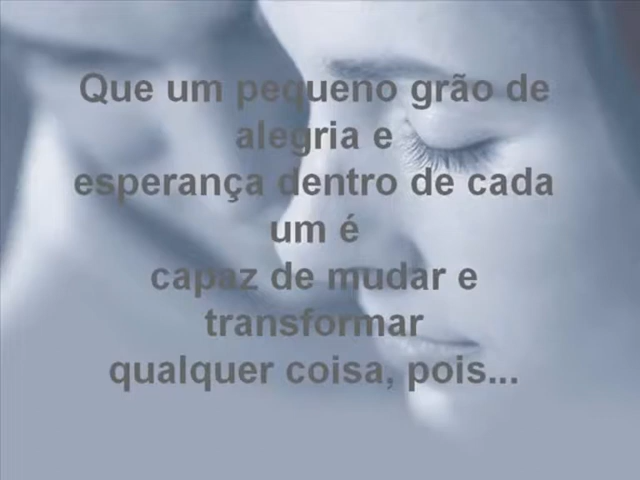 Que um pequeno grão de
alegria e
esperança dentro de cada
um é
capaz de mudar e
transformar
qualquer coisa, pois...